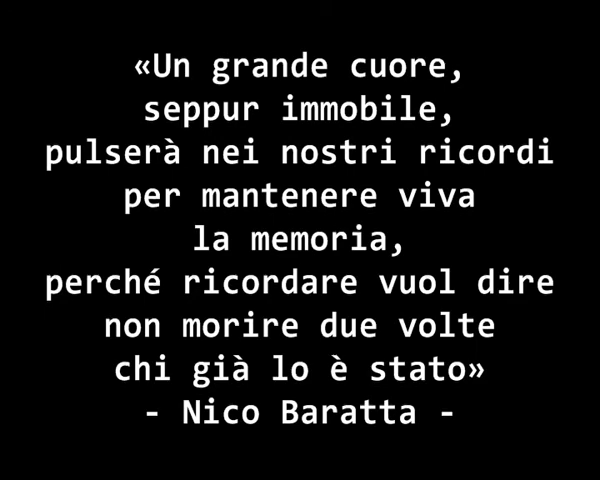 «Un grande cuore,
seppur immobile,
pulserà nei nostri ricordi
per mantenere viva
la memoria,
perché ricordare vuol dire
non morire due volte
chi già lo è stato»
- Nico Baratta -